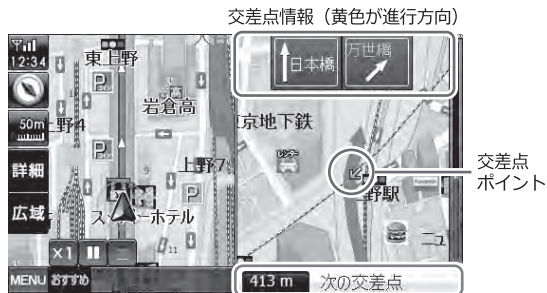 交差点情報（黄色が進行方向）
12:34
東上野
日本橋
万世橋
50m
岩倉高
上野4
京地下鉄
詳細
上野7
交差点
ポイント
野駅
広域
ホテル
×1
MENU
おすすめ
413 m
次の交差点